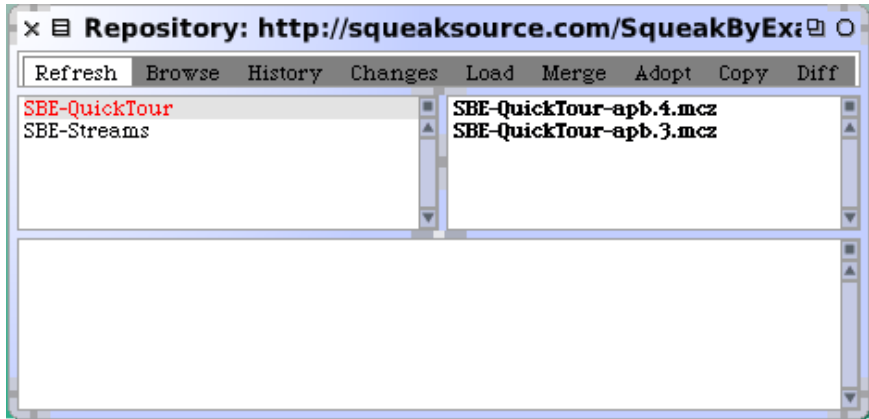 Repository: http://squeaksource.com/SqueakByExa
Refresh Browse History Changes Load Merge Adopt Copy Diff
SBE-QuickTour
SBE-Streams
SBE-QuickTour-apb.4.mcz
SBE-QuickTour-apb.3.mcz